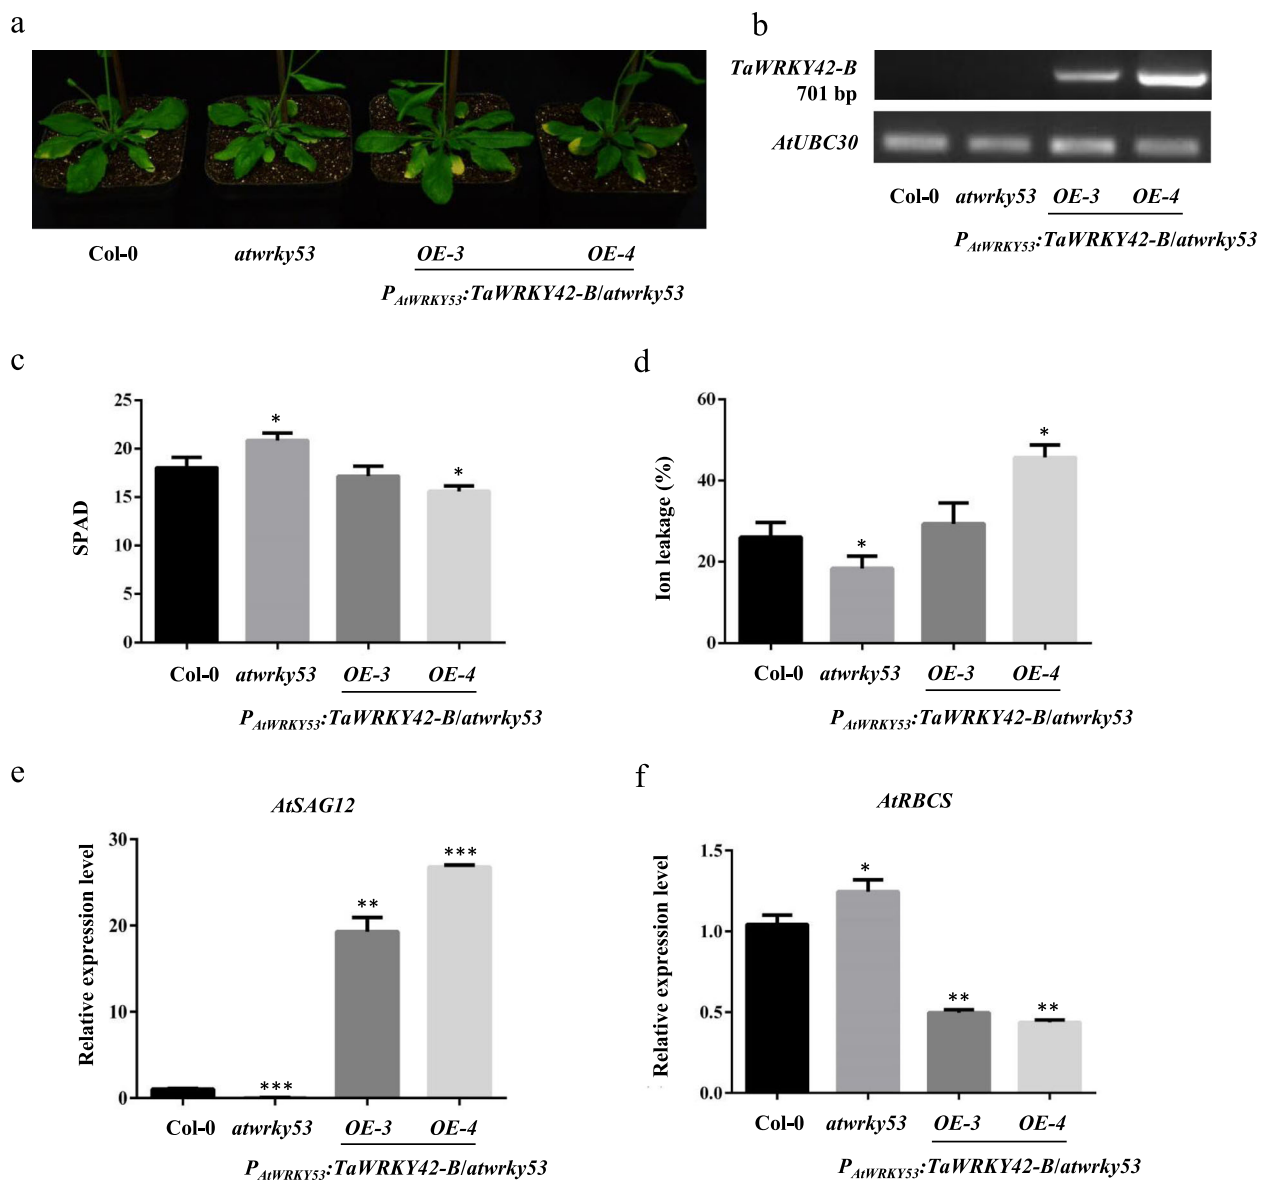 a
Col-0 atwrky53 OE-3 OE-4
PAtWRKY53:TaWRKY42-B/atwrky53
b
TaWRKY42-B
701 bp
AtUBC30
Col-0 atwrky53 OE-3 OE-4
PAtWRKY53:TaWRKY42-B/atwrky53
c
SPAD
25
20
15
10
5
0
* *
Col-0 atwrky53 OE-3 OE-4
PAtWRKY53:TaWRKY42-B/atwrky53
d
Ion leakage (%)
60
40
20
0
* *
Col-0 atwrky53 OE-3 OE-4
PAtWRKY53:TaWRKY42-B/atwrky53
e
AtSAG12
Relative expression level
30
20
10
0
*** ** ***
Col-0 atwrky53 OE-3 OE-4
PAtWRKY53:TaWRKY42-B/atwrky53
f
AtRBCS
Relative expression level
1.5
1.0
0.5
0.0
* ** **
Col-0 atwrky53 OE-3 OE-4
PAtWRKY53:TaWRKY42-B/atwrky53